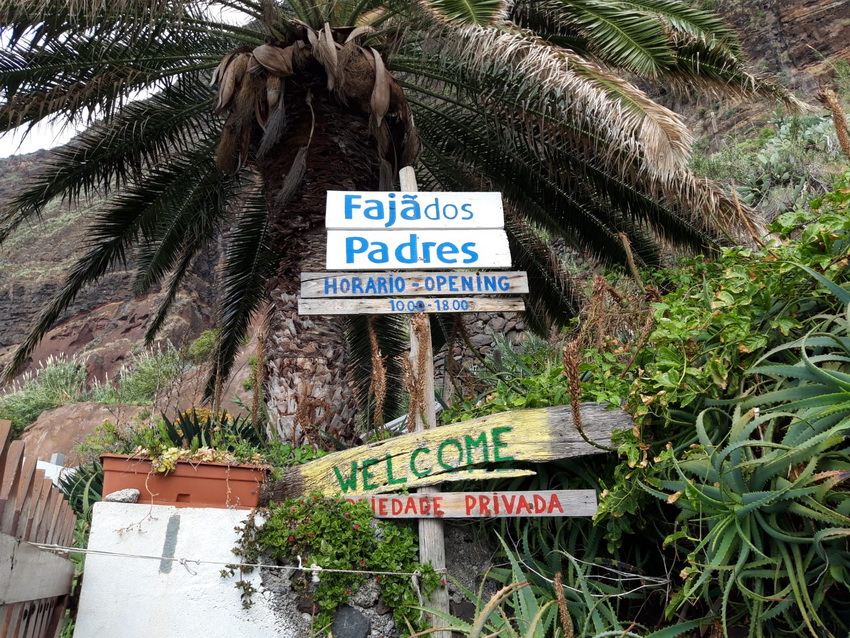 Fajã dos
Padres
HORARIO - OPENING
10.00 - 18.00
WELCOME
IEDADE PRIVADA